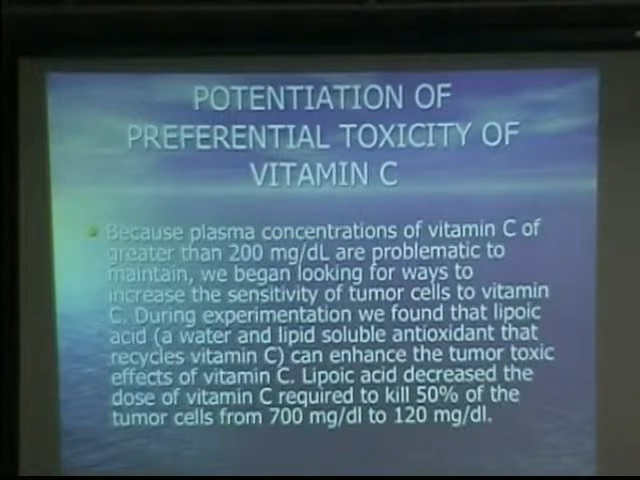 POTENTIATION OF
PREFERENTIAL TOXICITY OF
VITAMIN C
Because plasma concentrations of vitamin C of
greater than 200 mg/dL are problematic to
maintain, we began looking for ways to
increase the sensitivity of tumor cells to vitamin
C. During experimentation we found that lipoic
acid (a water and lipid soluble antioxidant that
recycles vitamin C) can enhance the tumor toxic
effects of vitamin C. Lipoic acid decreased the
dose of vitamin C required to kill 50% of the
tumor cells from 700 mg/dl to 120 mg/dl.